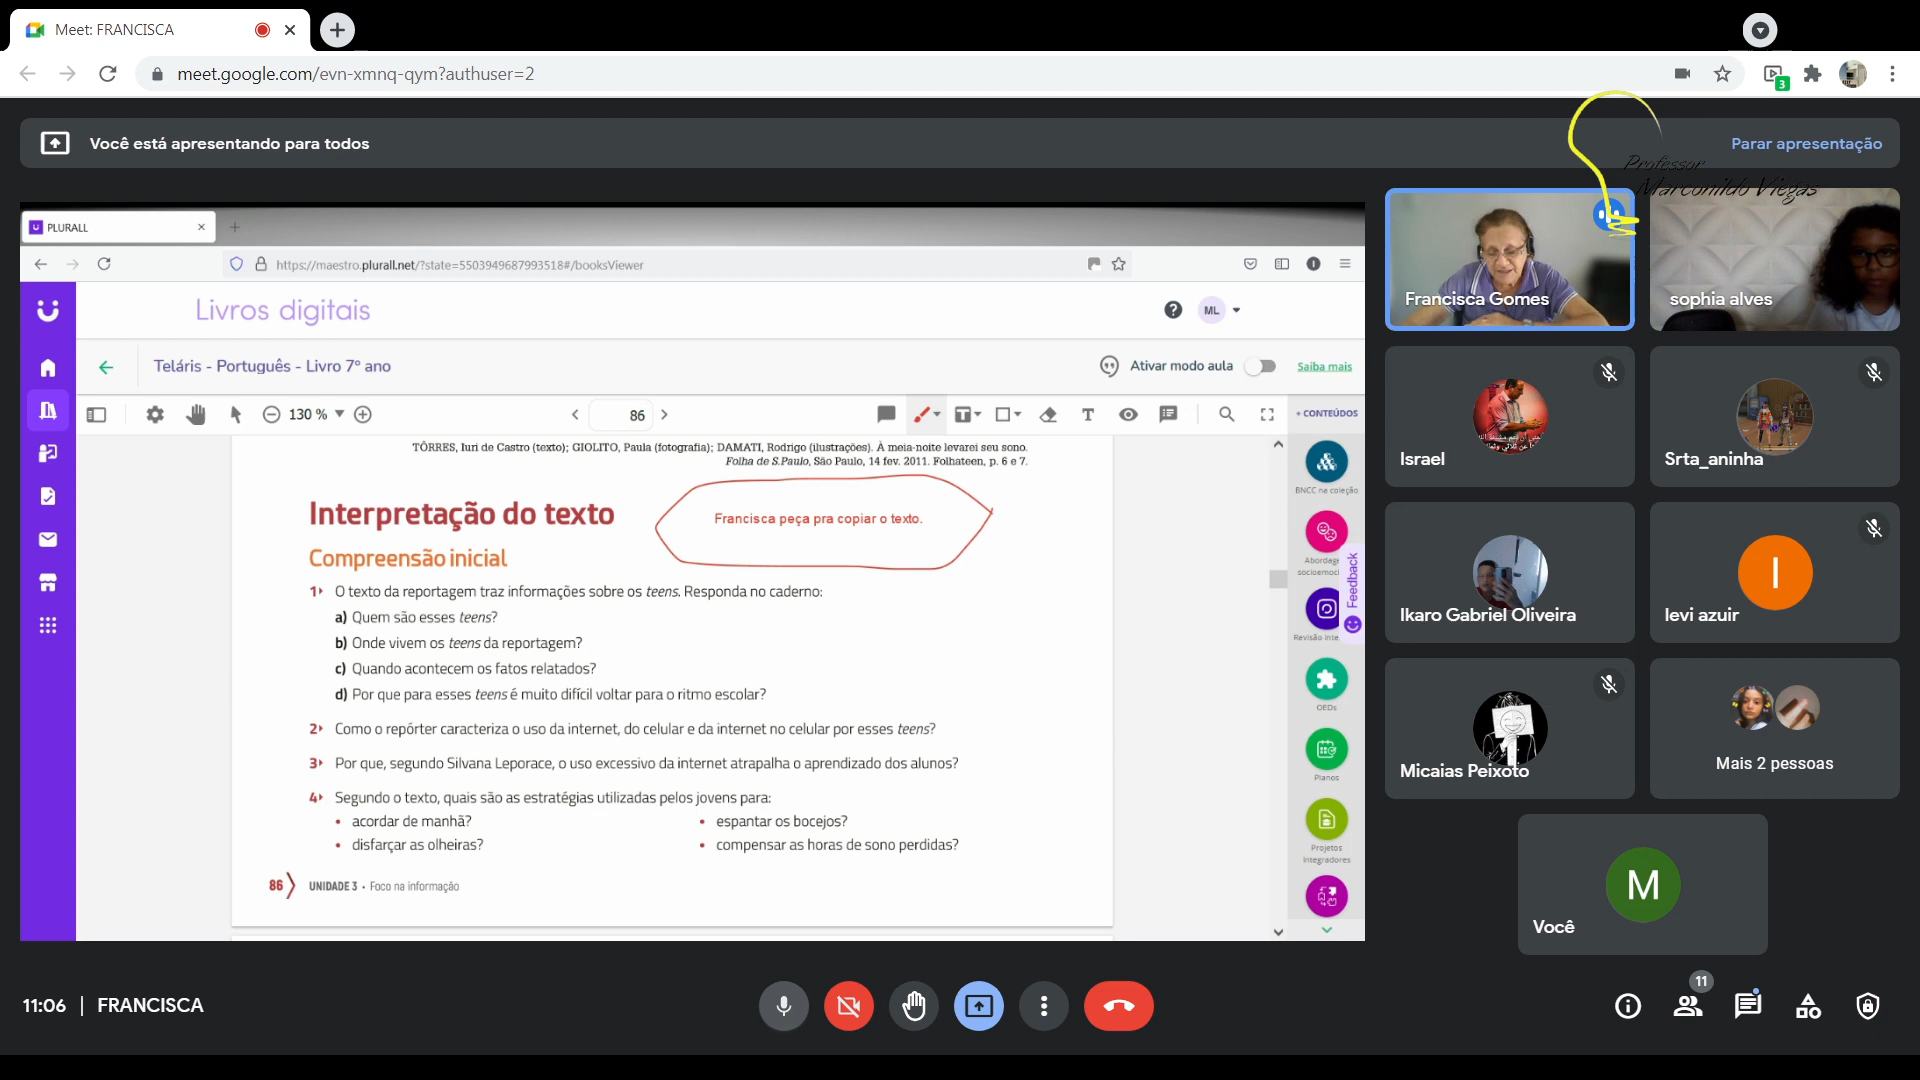 Meet: FRANCISCA
meet.google.com/evn-xmnq-qym?authuser=2
3
Você está apresentando para todos
Parar apresentação
Professor
Marconildo Viegas
PLURALL
https://maestro.plurall.net/?state=5503949687993518#/booksViewer
Livros digitais
ML
Teláris - Português - Livro 7º ano
Ativar modo aula
Saiba mais
130 %
86
+ CONTEÚDOS
TÔRRES, Iuri de Castro (texto); GIOLITO, Paula (fotografia); DAMATI, Rodrigo (ilustrações). À meia-noite levarei seu sono.
Folha de S.Paulo, São Paulo, 14 fev. 2011. Folhateen, p. 6 e 7.
Interpretação do texto
Francisca peça pra copiar o texto.
Compreensão inicial
1 O texto da reportagem traz informações sobre os teens. Responda no caderno:
a) Quem são esses teens?
b) Onde vivem os teens da reportagem?
c) Quando acontecem os fatos relatados?
d) Por que para esses teens é muito difícil voltar para o ritmo escolar?
2 Como o repórter caracteriza o uso da internet, do celular e da internet no celular por esses teens?
3 Por que, segundo Silvana Leporace, o uso excessivo da internet atrapalha o aprendizado dos alunos?
4 Segundo o texto, quais são as estratégias utilizadas pelos jovens para:
• acordar de manhã?
• espantar os bocejos?
• disfarçar as olheiras?
• compensar as horas de sono perdidas?
86 UNIDADE 3 • Foco na informação
BNCC na coleção
Abordage
socioemoci
Revisão inte
OEDs
Planos
Projetos
Integradores
Feedback
Francisca Gomes
sophia alves
Israel
Srta_aninha
Ikaro Gabriel Oliveira
I
levi azuir
Micaias Peixoto
Mais 2 pessoas
M
Você
11:06 | FRANCISCA
11